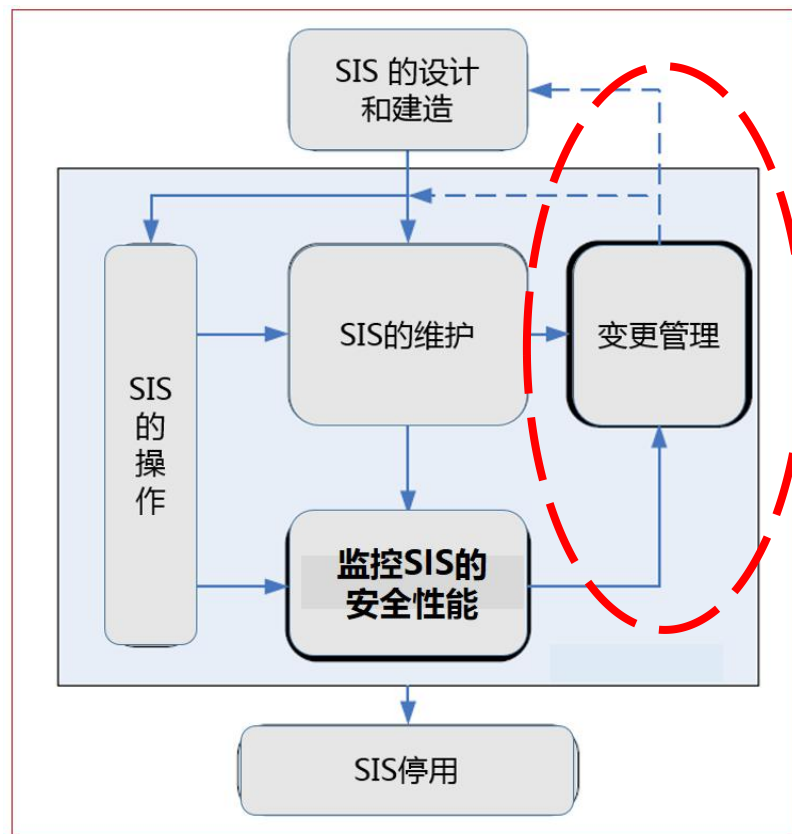 SIS 的设计
和建造
SIS的维护
变更管理
SIS
的
操
作
监控SIS的
安全性能
SIS停用